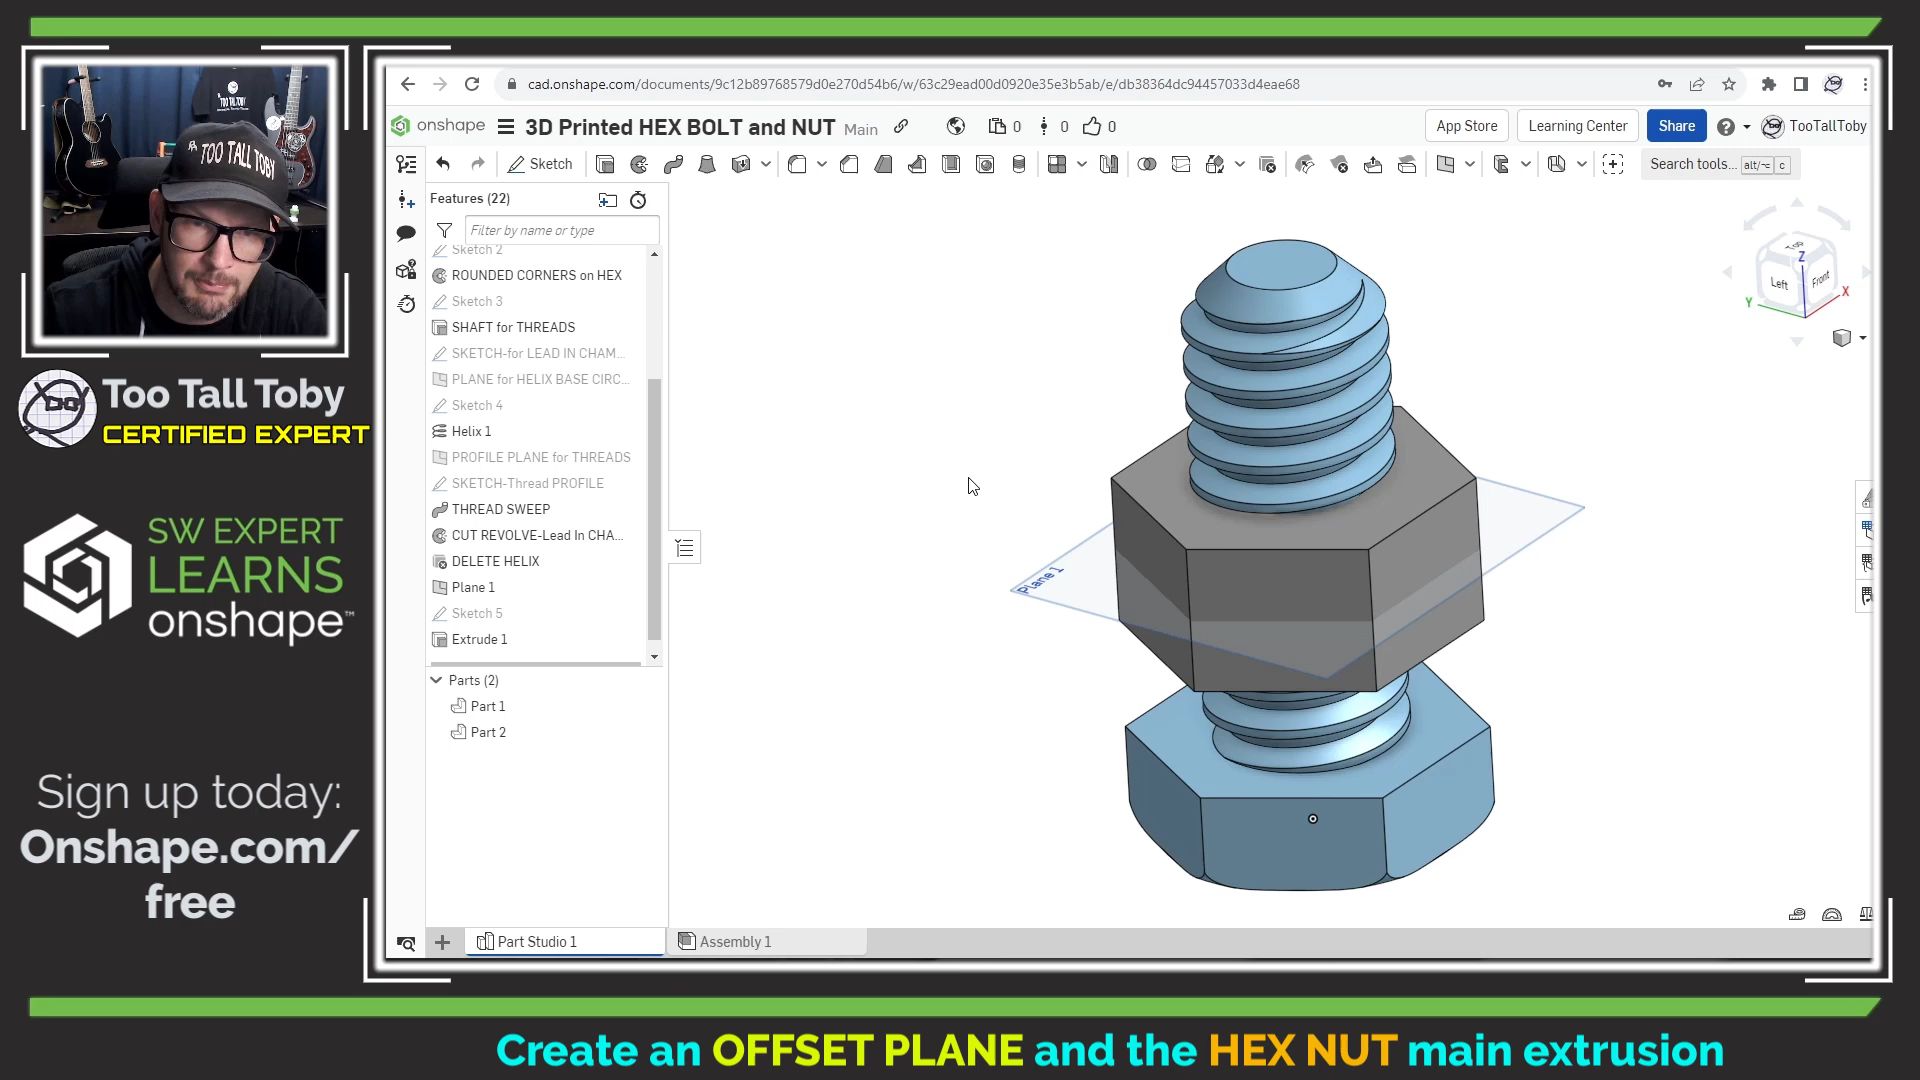 TOO TALL TOBY
TOO TALL TOBY
Too Tall Toby
CERTIFIED EXPERT
SW EXPERT
LEARNS
onshape™
Sign up today:
Onshape.com/
free
cad.onshape.com/documents/9c12b89768579d0e270d54b6/w/63c29ead00d0920e35e3b5ab/e/db38364dc94457033d4eae68
onshape
3D Printed HEX BOLT and NUT Main
0
0
0
App Store
Learning Center
Share
TooTallToby
Sketch
Search tools... alt/⌥ c
Features (22)
Filter by name or type
Sketch 2
ROUNDED CORNERS on HEX
Sketch 3
SHAFT for THREADS
SKETCH-for LEAD IN CHAM...
PLANE for HELIX BASE CIRC...
Sketch 4
Helix 1
PROFILE PLANE for THREADS
SKETCH-Thread PROFILE
THREAD SWEEP
CUT REVOLVE-Lead In CHA...
DELETE HELIX
Plane 1
Sketch 5
Extrude 1
Parts (2)
Part 1
Part 2
Plane 1
Top
Z
Left
Front
Y
X
Part Studio 1
Assembly 1
Create an OFFSET PLANE and the HEX NUT main extrusion